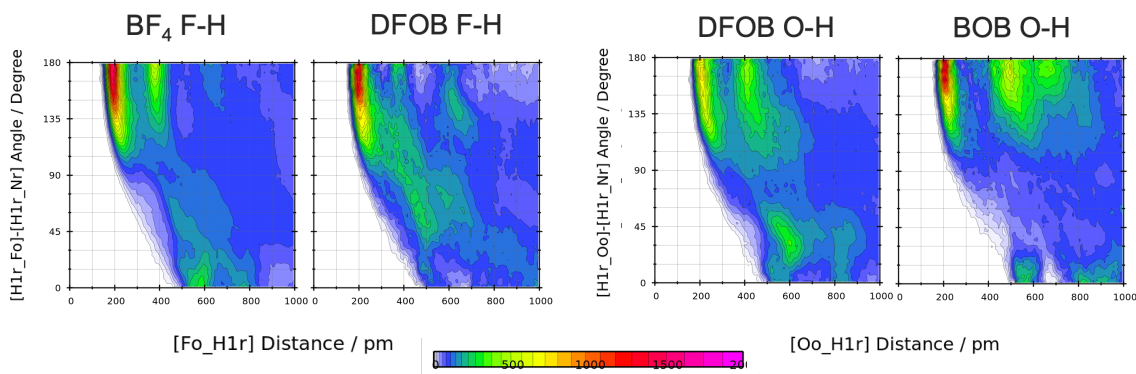 BF4 F-H
DFOB F-H
DFOB O-H
BOB O-H
[H1r_Fo]-[H1r_Nr] Angle / Degree
180
135
90
45
0
0 200 400 600 800 1000
0 200 400 600 800 1000
[Fo_H1r] Distance / pm
[H1r_Oo]-[H1r_Nr] Angle / Degree
180
135
90
45
0
0 200 400 600 800 1000
0 200 400 600 800 1000
[Oo_H1r] Distance / pm
0 500 1000 1500 20